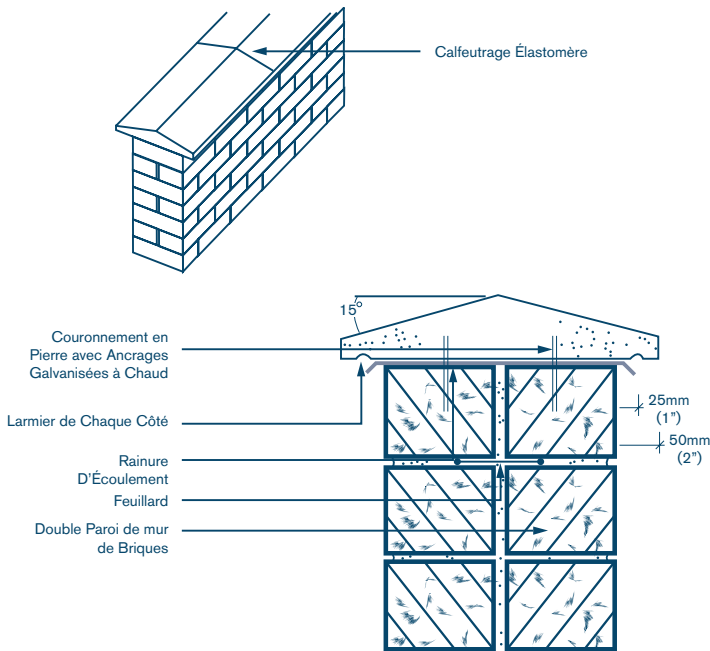 Calfeutrage Élastomère
15°
Couronnement en
Pierre avec Ancrages
Galvanisées à Chaud
Larmier de Chaque Côté
25mm
(1")
50mm
(2")
Rainure
D'Écoulement
Feuillard
Double Paroi de mur
de Briques